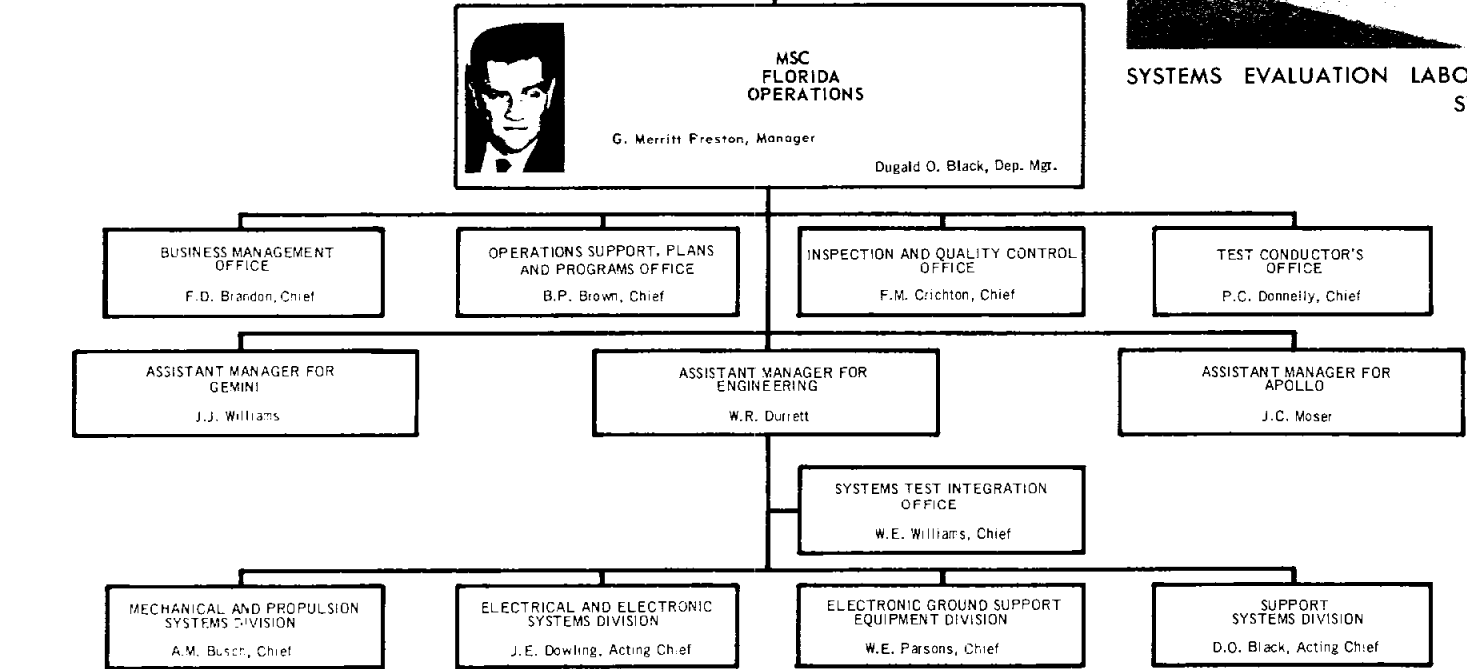 MSC
FLORIDA
OPERATIONS
G. Merritt Preston, Manager
Dugald O. Black, Dep. Mgr.
SYSTEMS EVALUATION LABO
S
BUSINESS MANAGEMENT
OFFICE
F.D. Brandon, Chief
OPERATIONS SUPPORT, PLANS
AND PROGRAMS OFFICE
B.P. Brown, Chief
INSPECTION AND QUALITY CONTROL
OFFICE
F.M. Crichton, Chief
TEST CONDUCTOR'S
OFFICE
P.C. Donnelly, Chief
ASSISTANT MANAGER FOR
GEMINI
J.J. Williams
ASSISTANT MANAGER FOR
ENGINEERING
W.R. Durrett
ASSISTANT MANAGER FOR
APOLLO
J.C. Moser
SYSTEMS TEST INTEGRATION
OFFICE
W.E. Williams, Chief
MECHANICAL AND PROPULSION
SYSTEMS DIVISION
A.M. Busch, Chief
ELECTRICAL AND ELECTRONIC
SYSTEMS DIVISION
J.E. Dowling, Acting Chief
ELECTRONIC GROUND SUPPORT
EQUIPMENT DIVISION
W.E. Parsons, Chief
SUPPORT
SYSTEMS DIVISION
D.O. Black, Acting Chief